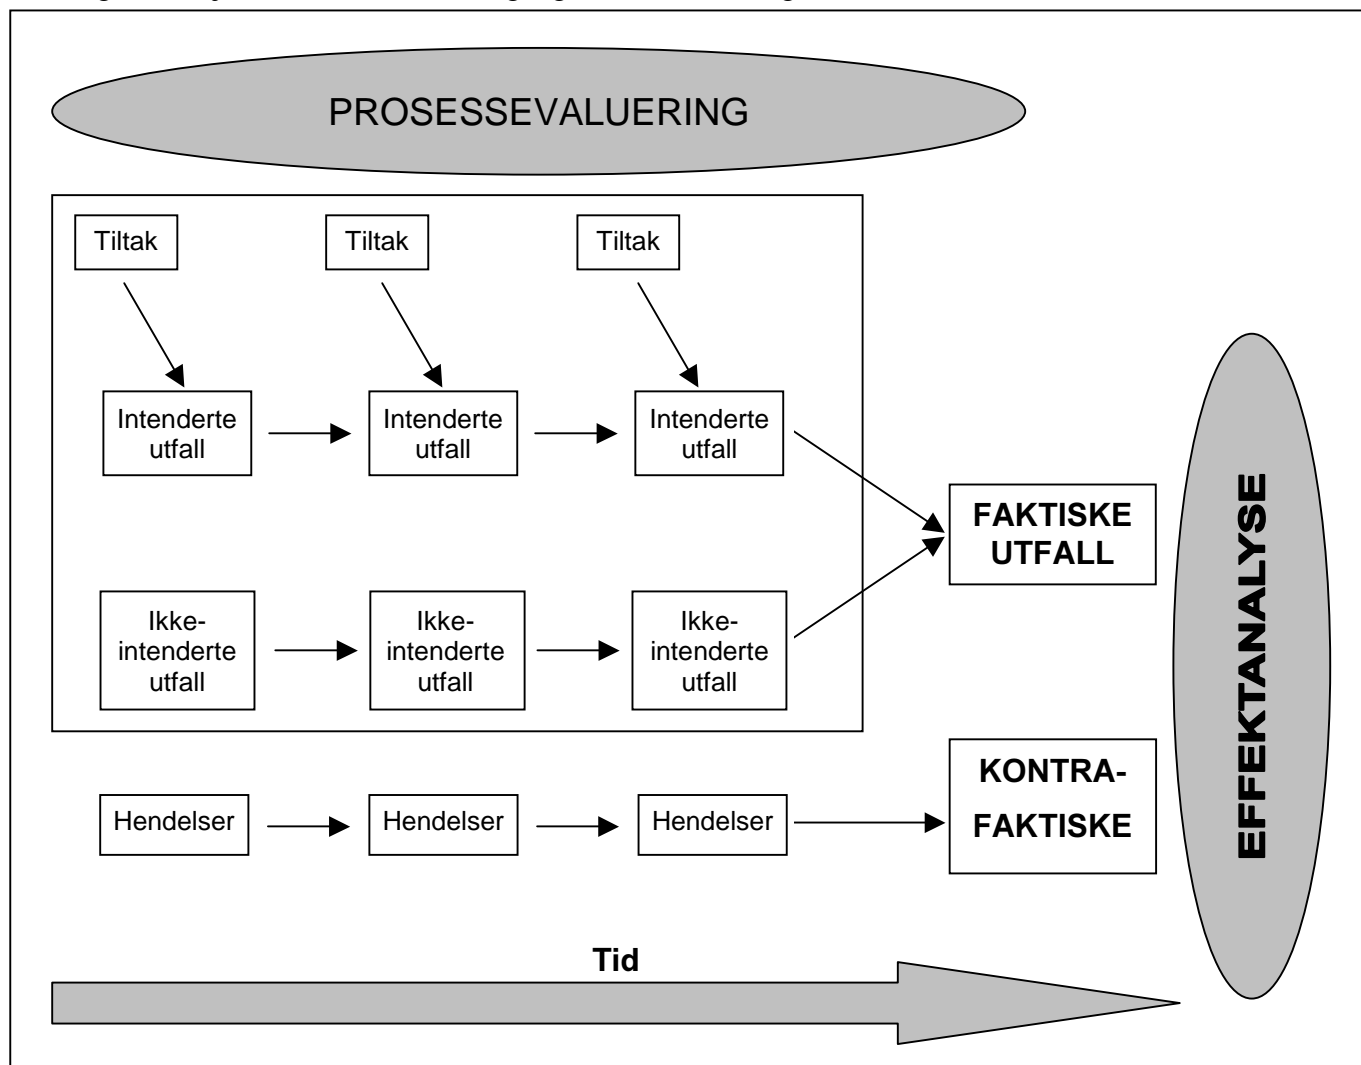 PROSESSEVALUERING
Tiltak
Tiltak
Tiltak
Intenderte
utfall
Intenderte
utfall
Intenderte
utfall
FAKTISKE
UTFALL
Ikke-
intenderte
utfall
Ikke-
intenderte
utfall
Ikke-
intenderte
utfall
KONTRA-
FAKTISKE
Hendelser
Hendelser
Hendelser
EFFEKTANALYSE
Tid